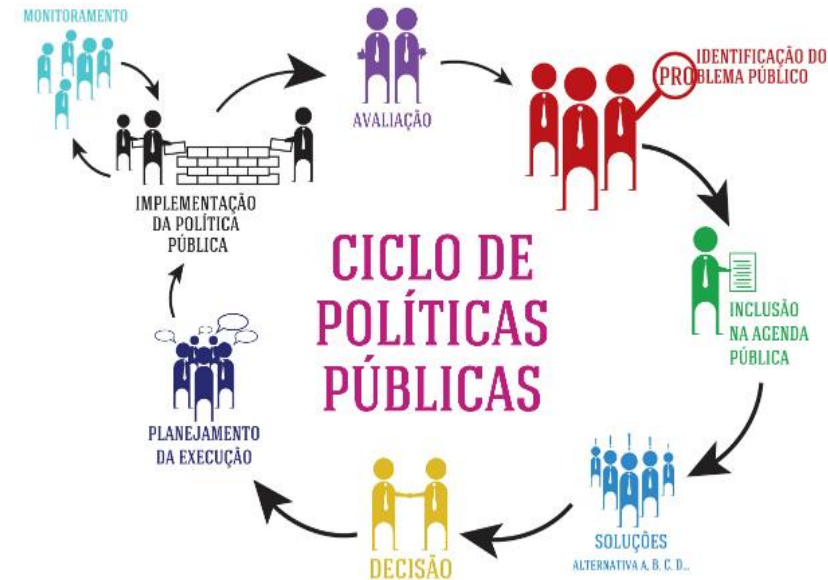 MONITORAMENTO
AVALIAÇÃO
IDENTIFICAÇÃO DO
PROBLEMA PÚBLICO
IMPLEMENTAÇÃO
DA POLÍTICA
PÚBLICA
CICLO DE
POLÍTICAS
PÚBLICAS
INCLUSÃO
NA AGENDA
PÚBLICA
PLANEJAMENTO
DA EXECUÇÃO
DECISÃO
SOLUÇÕES
ALTERNATIVA A, B, C, D...